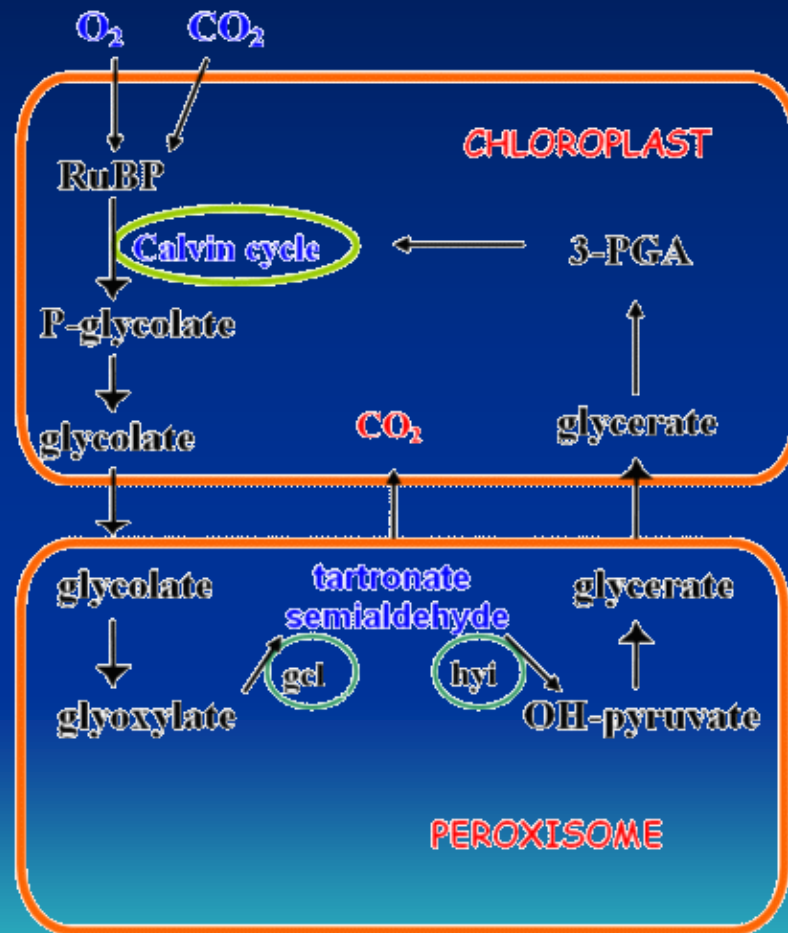 O₂ CO₂
CHLOROPLAST
RuBP
Calvin cycle 3-PGA
P-glycolate
glycolate CO₂ glycerate
glycolate tartronate glycerate
semialdehyde
gcl hyi
glyoxylate OH-pyruvate
PEROXISOME